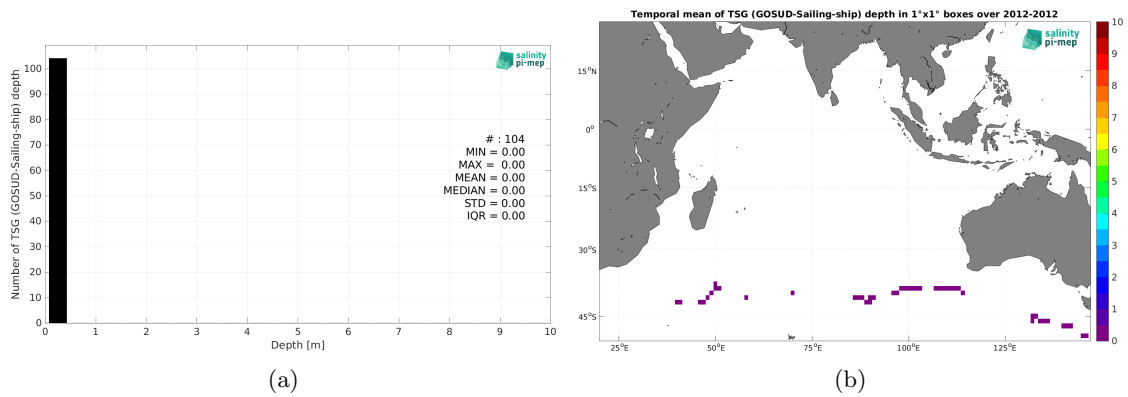 Number of TSG (GOSUD-Sailing-ship) depth
100
90
80
70
60
50
40
30
20
10
0
salinity
pi-mep
# : 104
MIN = 0.00
MAX = 0.00
MEAN = 0.00
MEDIAN = 0.00
STD = 0.00
IQR = 0.00
0 1 2 3 4 5 6 7 8 9 10
Depth [m]
(a)
Temporal mean of TSG (GOSUD-Sailing-ship) depth in 1°x1° boxes over 2012-2012
salinity
pi-mep
15°N
0°
15°S
30°S
45°S
25°E 50°E 75°E 100°E 125°E
10
9
8
7
6
5
4
3
2
1
0
(b)